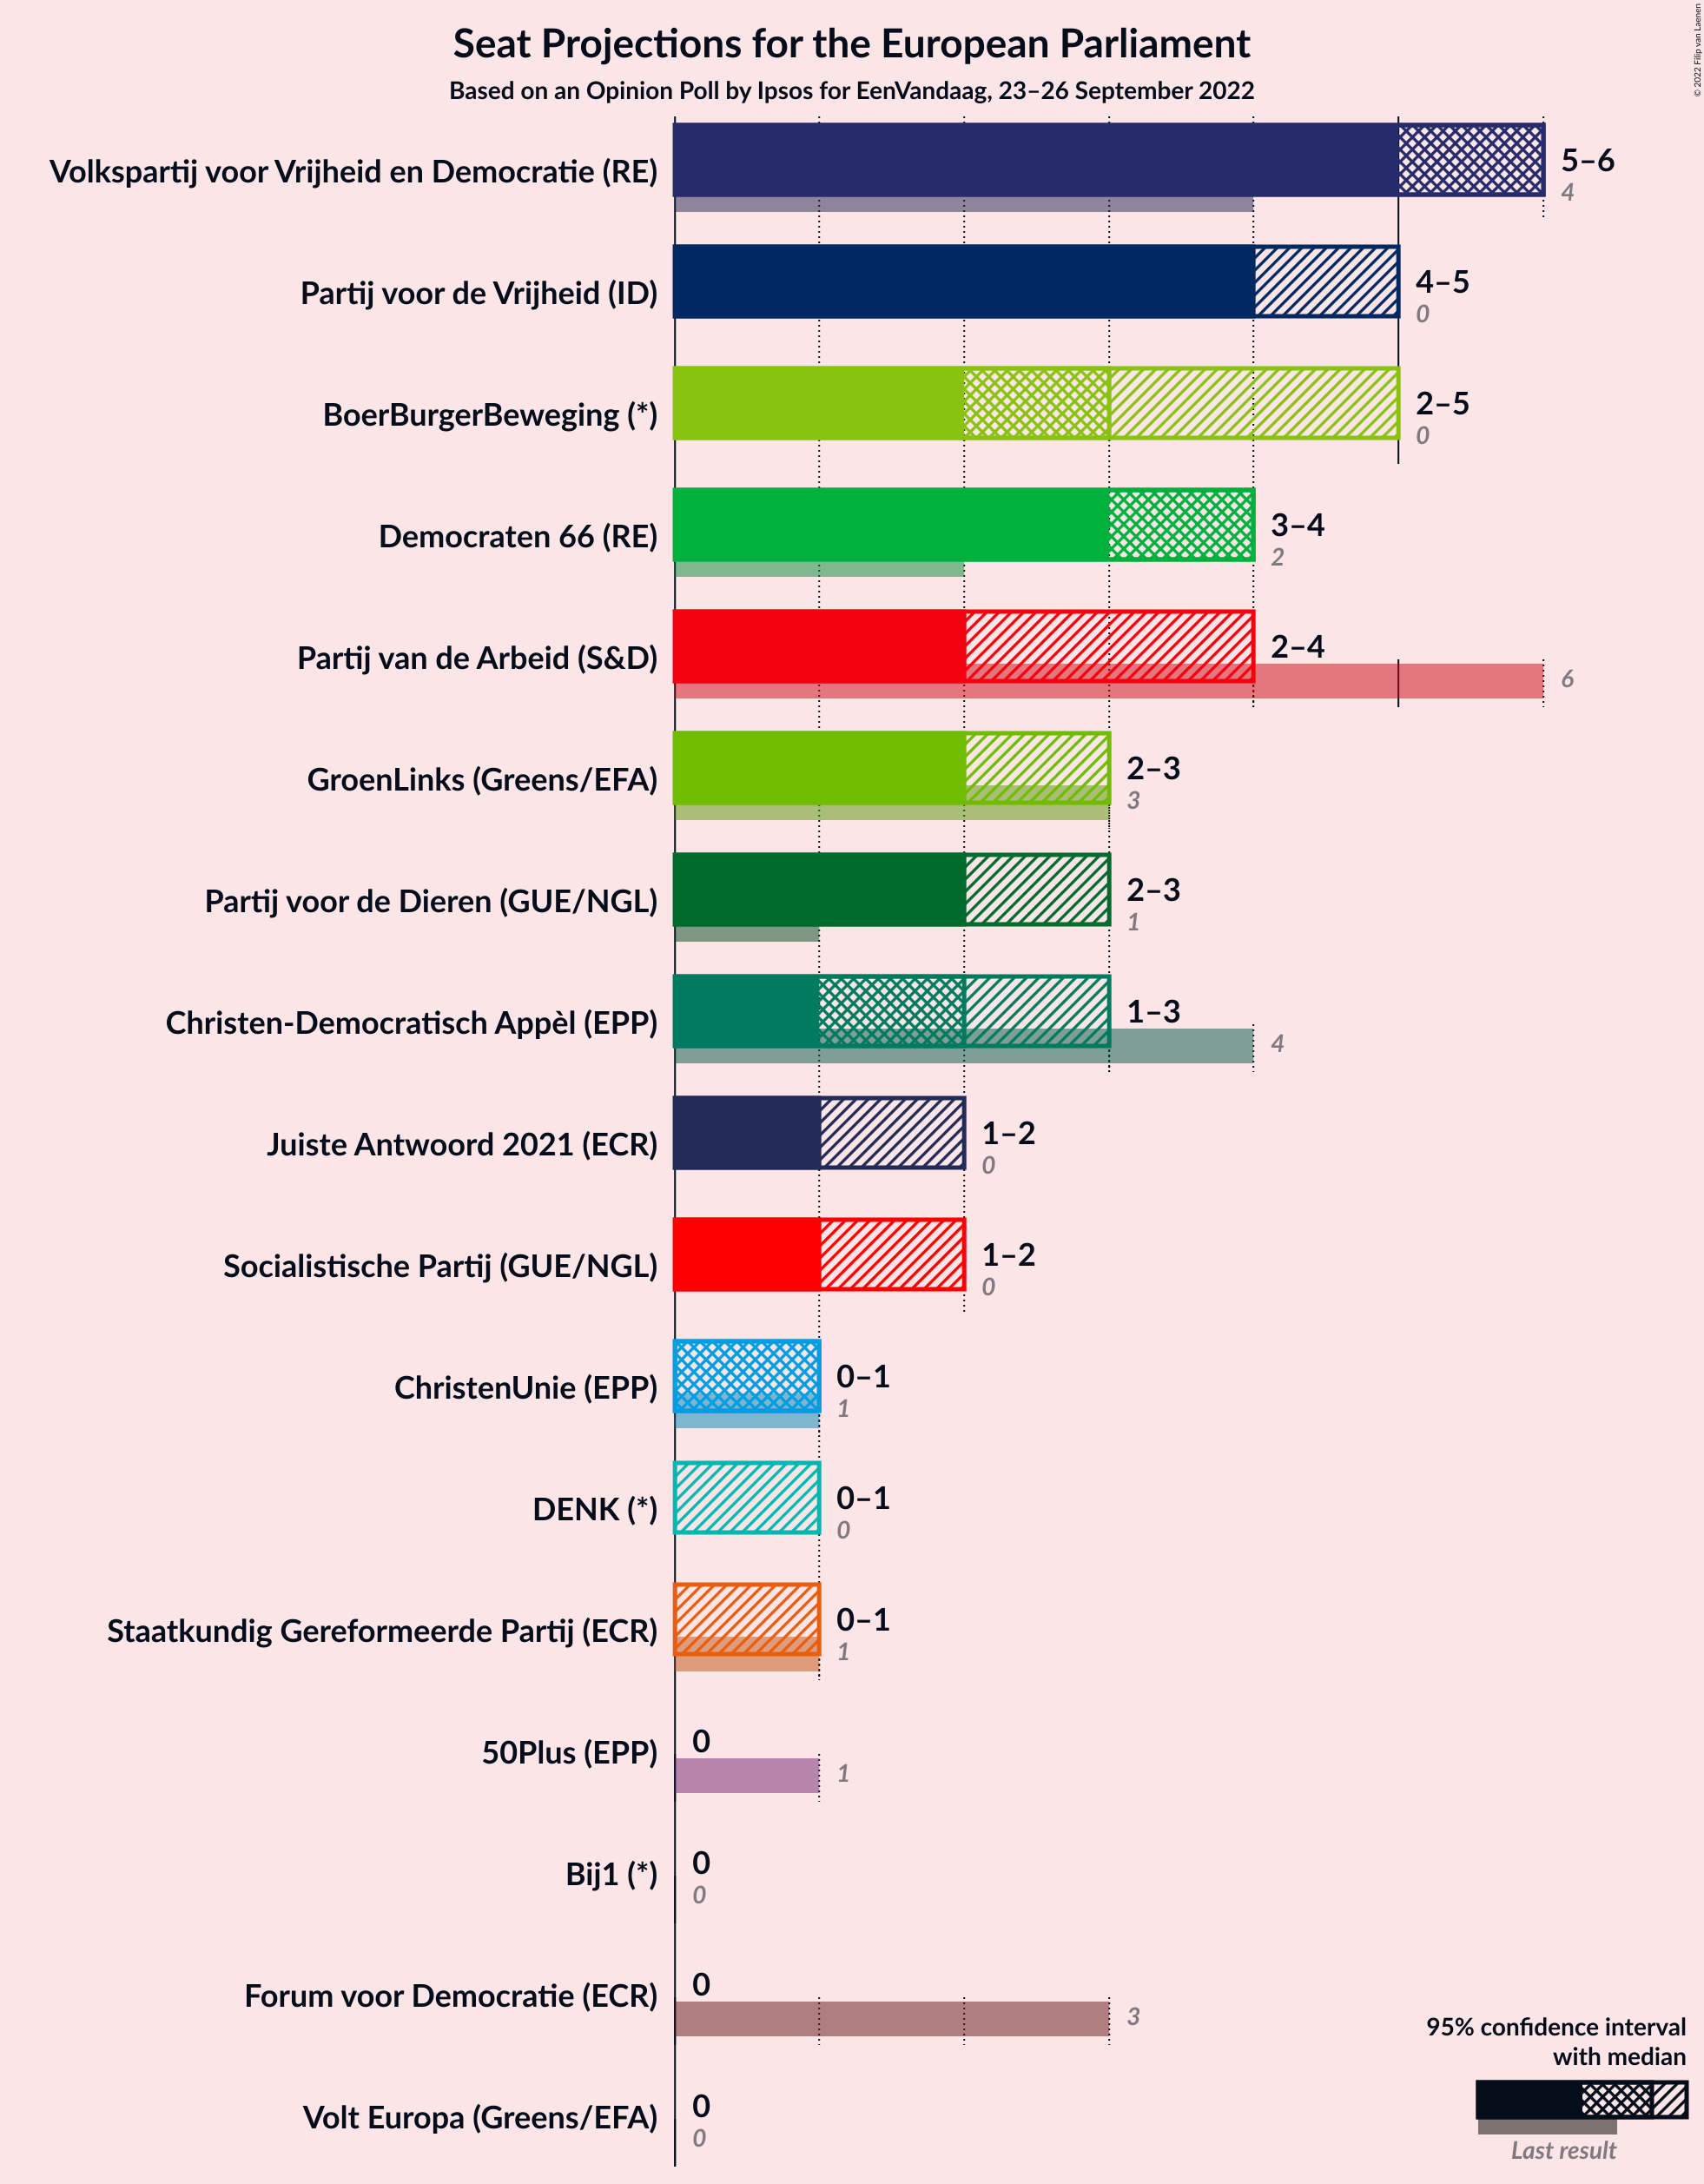 Seat Projections for the European Parliament
Based on an Opinion Poll by Ipsos for EenVandaag, 23–26 September 2022
© 2022 Filip van Laenen
Volkspartij voor Vrijheid en Democratie (RE)
5–6
4
Partij voor de Vrijheid (ID)
4–5
0
BoerBurgerBeweging (*)
2–5
0
Democraten 66 (RE)
3–4
2
Partij van de Arbeid (S&D)
2–4
6
GroenLinks (Greens/EFA)
2–3
3
Partij voor de Dieren (GUE/NGL)
2–3
1
Christen-Democratisch Appèl (EPP)
1–3
4
Juiste Antwoord 2021 (ECR)
1–2
0
Socialistische Partij (GUE/NGL)
1–2
0
ChristenUnie (EPP)
0–1
1
DENK (*)
0–1
0
Staatkundig Gereformeerde Partij (ECR)
0–1
1
50Plus (EPP)
0
1
Bij1 (*)
0
0
Forum voor Democratie (ECR)
0
3
Volt Europa (Greens/EFA)
0
0
95% confidence interval
with median
Last result